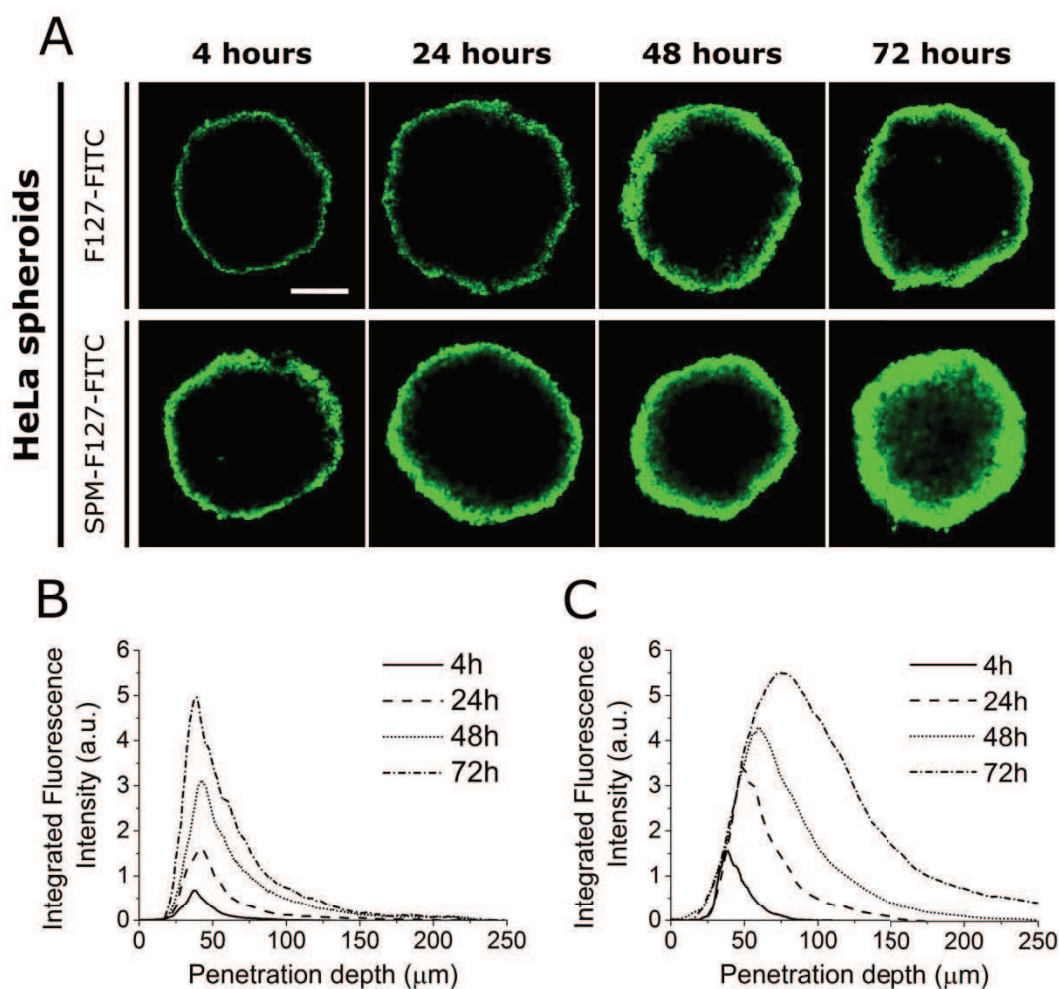 A
4 hours 24 hours 48 hours 72 hours
HeLa spheroids
F127-FITC
SPM-F127-FITC
B
Integrated Fluorescence
Intensity (a.u.)
6
5
4
3
2
1
0
4h
24h
48h
72h
0 50 100 150 200 250
Penetration depth (μm)
C
Integrated Fluorescence
Intensity (a.u.)
6
5
4
3
2
1
0
4h
24h
48h
72h
0 50 100 150 200 250
Penetration depth (μm)